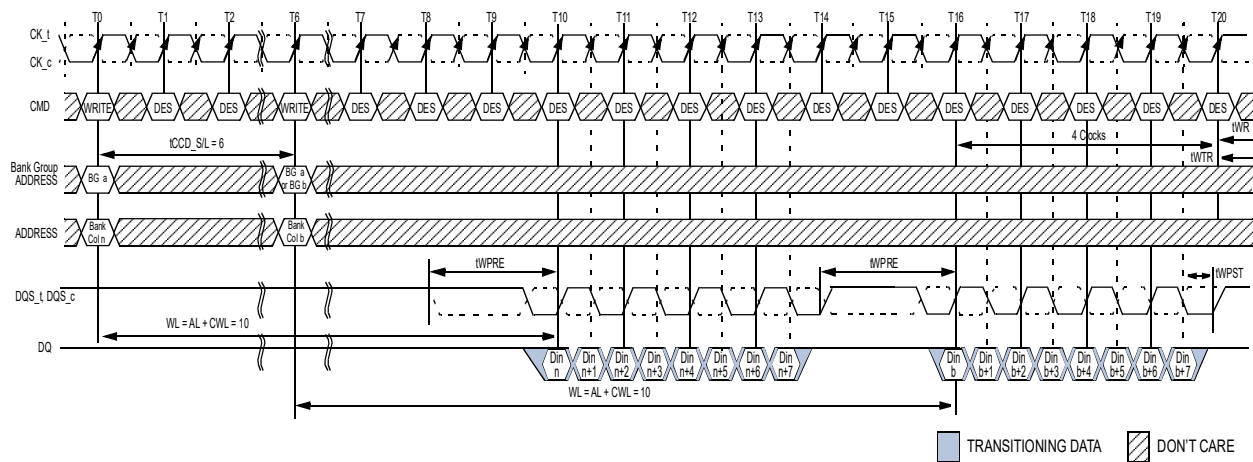 T0 T1 T2 T6 T7 T8 T9 T10 T11 T12 T13 T14 T15 T16 T17 T18 T19 T20
CK_t
CK_c
CMD WRITE DES DES WRITE DES DES DES DES DES DES DES DES DES DES DES DES DES DES
tWR
4 Clocks
tCCD_S/L = 6
tWTR
Bank Group
ADDRESS
BG a
BG a
or BG b
ADDRESS
Bank
Col n
Bank
Col b
tWPRE
tWPRE
tWPST
DQS_t, DQS_c
WL = AL + CWL = 10
DQ
Din
n
Din
n+1
Din
n+2
Din
n+3
Din
n+4
Din
n+5
Din
n+6
Din
n+7
Din
b
Din
b+1
Din
b+2
Din
b+3
Din
b+4
Din
b+5
Din
b+6
Din
b+7
WL = AL + CWL = 10
TRANSITIONING DATA
DON'T CARE